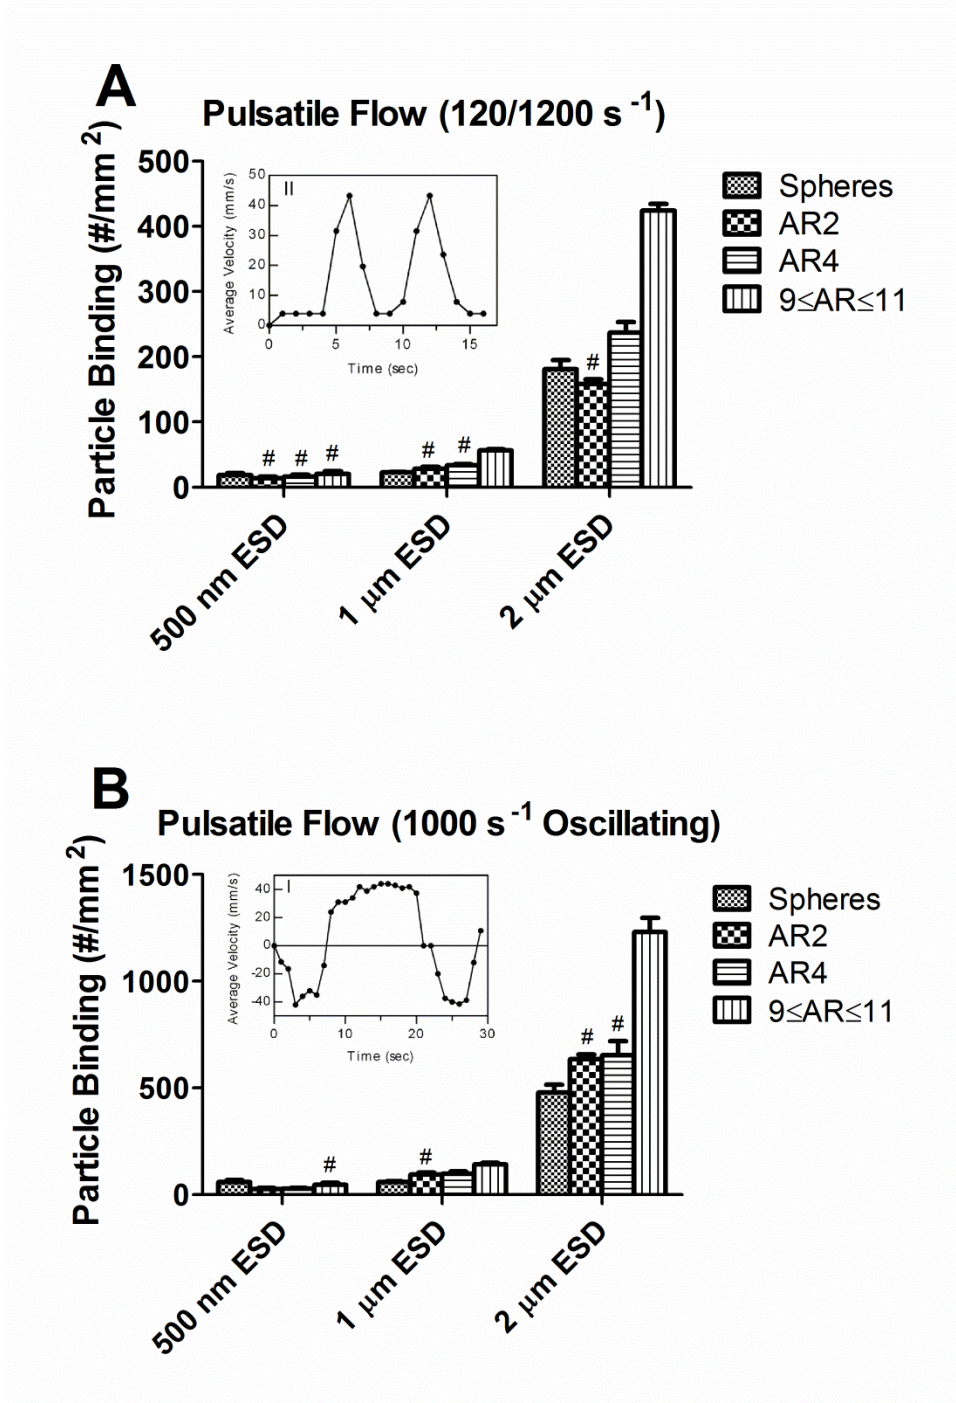 A
Pulsatile Flow (120/1200 s -1)
Particle Binding (#/mm2)
500
400
300
200
100
0
II
Average Velocity (mm/s)
50
40
30
20
10
0
0 5 10 15
Time (sec)
Spheres
AR2
AR4
9≤AR≤11
# # #
# #
#
500 nm ESD
1 μm ESD
2 μm ESD
B
Pulsatile Flow (1000 s -1 Oscillating)
Particle Binding (#/mm2)
1500
1000
500
0
I
Average Velocity (mm/s)
40
20
0
-20
-40
0 10 20 30
Time (sec)
Spheres
AR2
AR4
9≤AR≤11
#
#
# #
500 nm ESD
1 μm ESD
2 μm ESD